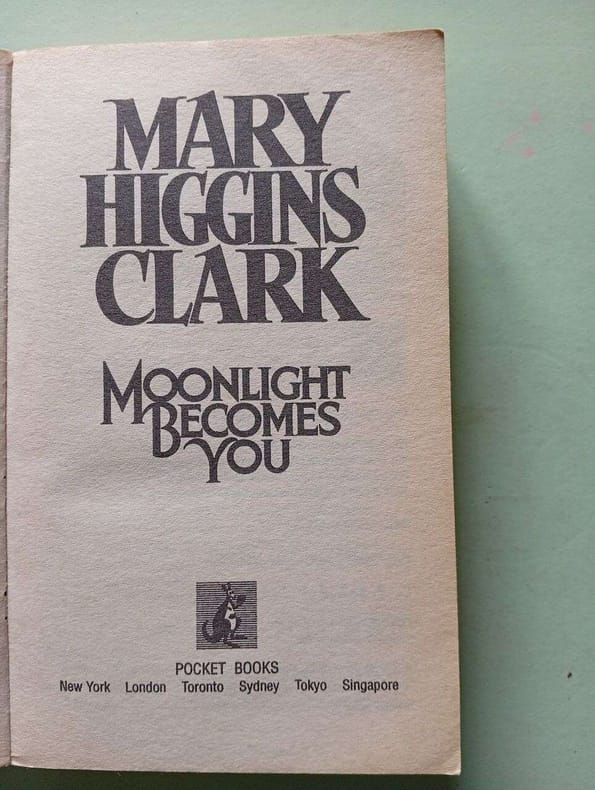 MARY
HIGGINS
CLARK
MOONLIGHT
BECOMES
YOU
POCKET BOOKS
New York London Toronto Sydney Tokyo Singapore